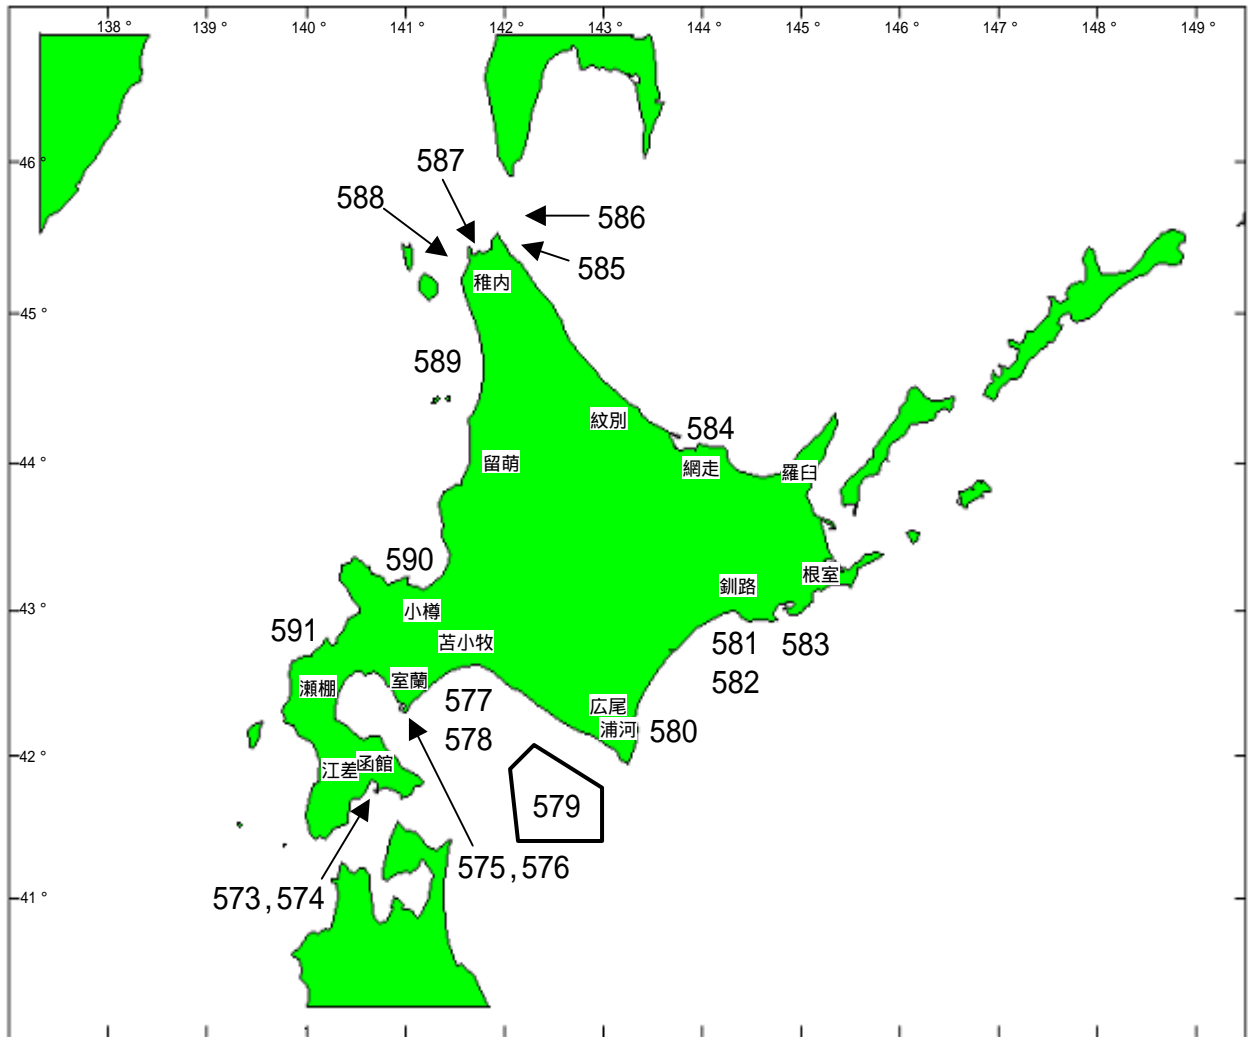 138 °
139 °
140 °
141 °
142 °
143 °
144 °
145 °
146 °
147 °
148 °
149 °
46 °
587
588
586
585
稚内
45 °
589
紋別
584
44 °
留萌
網走
羅臼
590
釧路
根室
43 °
小樽
591
苫小牧
581
583
瀬棚
室蘭
577
582
広尾
浦河
580
578
42 °
江差
函館
579
575,576
573,574
41 °